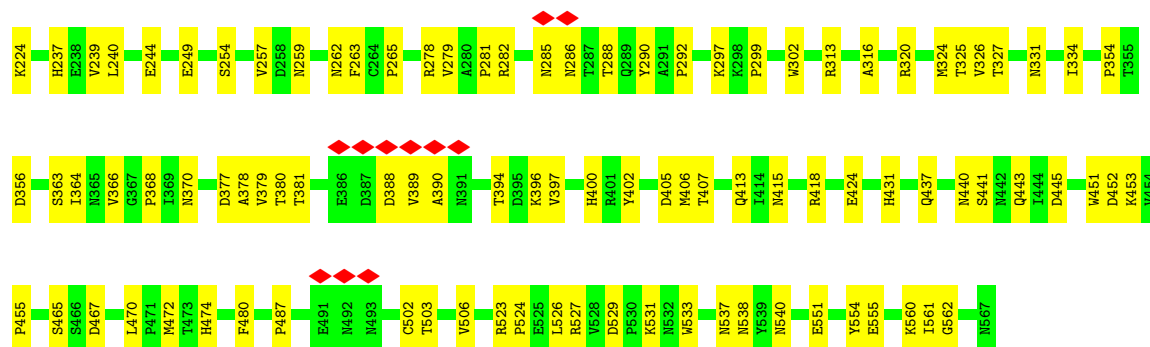 K224 H237 E238 V239 L240 E244 E249 S254 V257 D258 N259 N262 F263 C264 P265 R278 V279 A280 P281 R282 N285 N286 T287 T288 Q289 Y290 A291 P292 K297 K298 P299 W302 R313 A316 R320 M324 T325 V326 T327 N331 I334 P354 T355
D356 S363 I364 N365 V366 G367 P368 I369 N370 D377 A378 V379 T380 T381 E386 D387 D388 V389 A390 N391 T394 D395 K396 V397 H400 R401 Y402 D405 M406 T407 Q413 I414 N415 R418 E424 H431 Q437 N440 S441 N442 Q443 I444 D445 W451 D452 K453 V454
P455 S465 S466 D467 L470 P471 M472 T473 H474 F480 P487 E491 N492 N493 C502 T503 V506 R523 P524 E525 L526 R527 V528 D529 P530 K531 N532 W533 N537 N538 Y539 N540 E551 Y554 E555 K560 I561 G562 N567